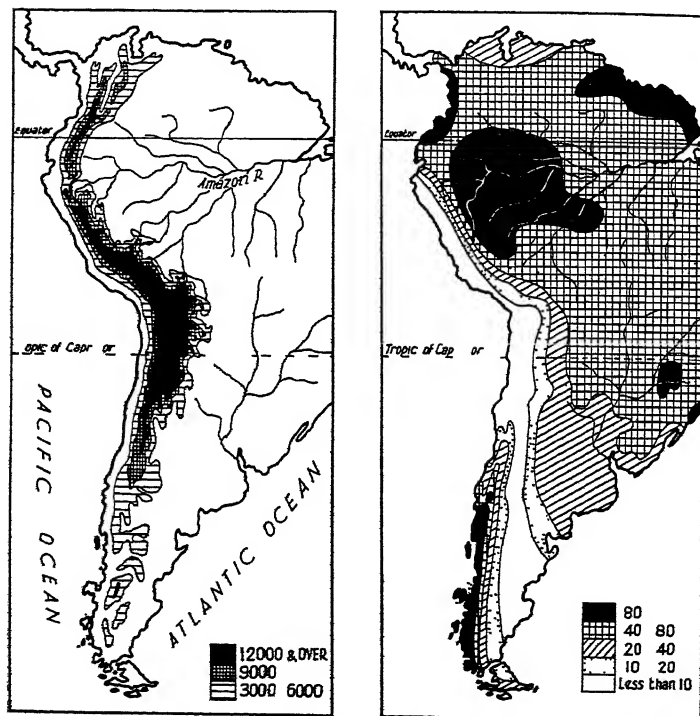 Equator
Amazon R
opic of Capr or
PACIFIC OCEAN
ATLANTIC OCEAN
12000 & OVER
9000
3000 6000
Equator
Tropic of Cap or
80
40 80
20 40
10 20
Less than 10